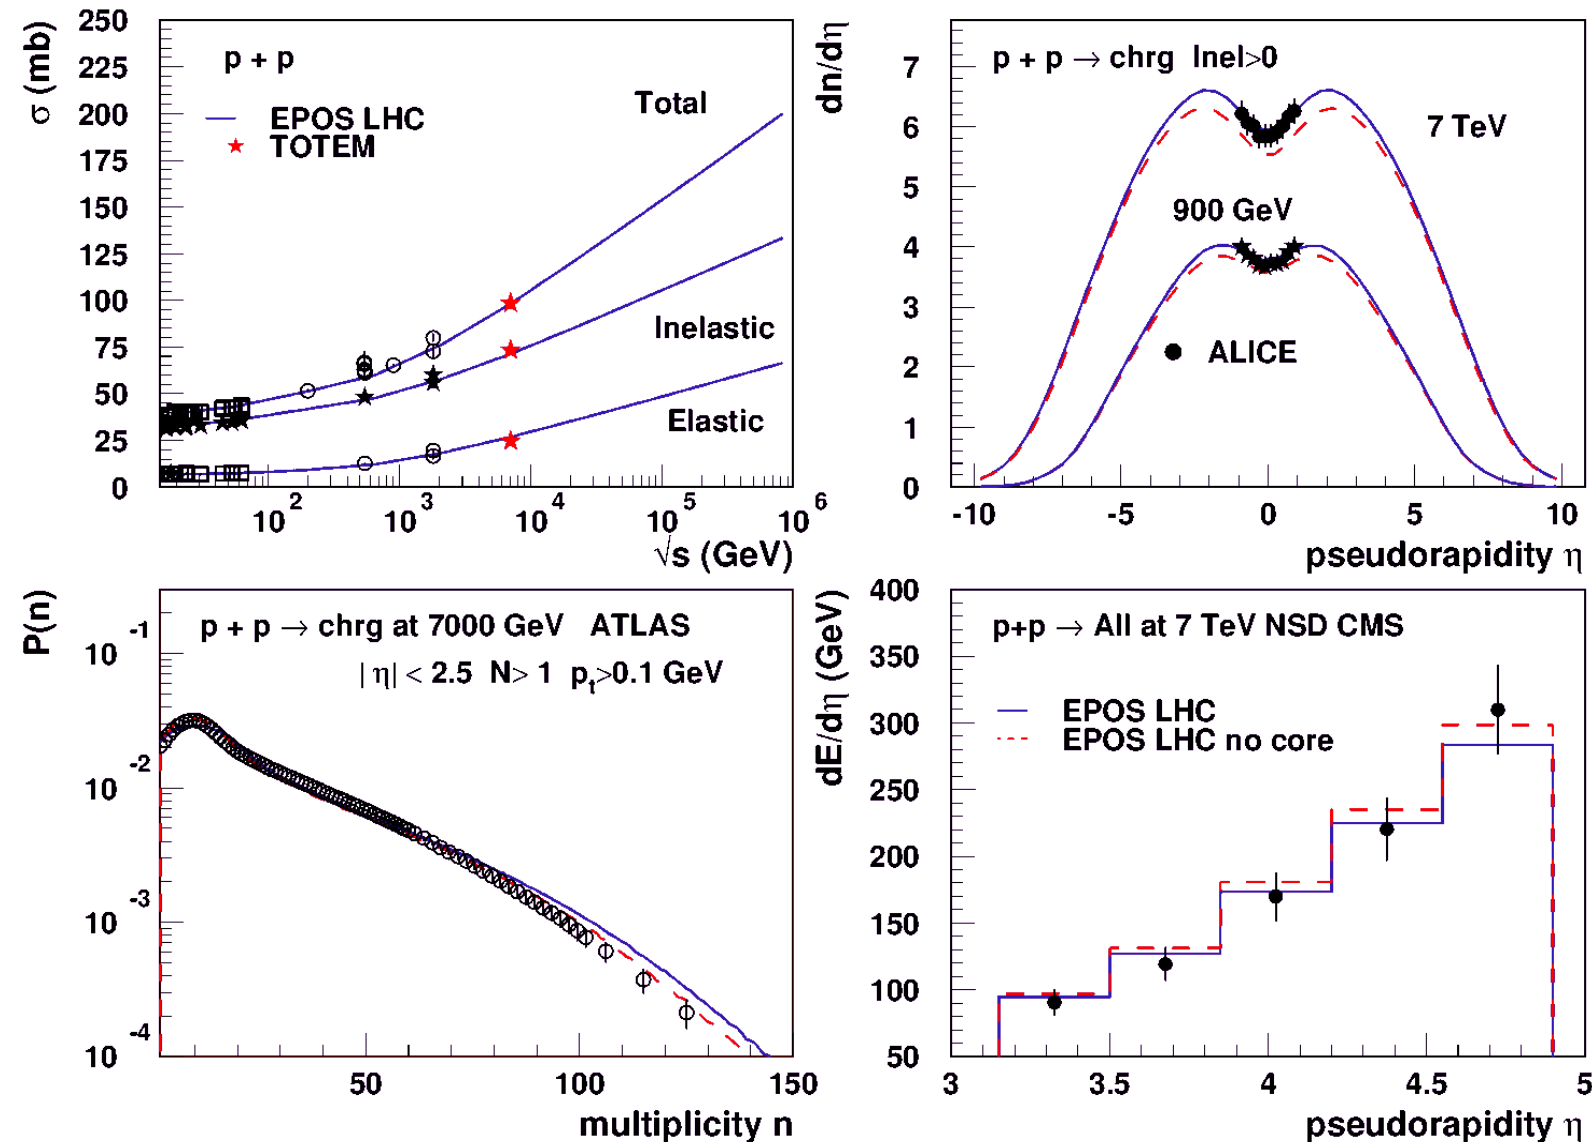 σ (mb)
250
225
200
175
150
125
100
75
50
25
0
p + p
EPOS LHC
TOTEM
Total
Inelastic
Elastic
10 2
10 3
10 4
10 5
10 6
√s (GeV)
dn/dη
7
6
5
4
3
2
1
0
p + p → chrg Inel>0
7 TeV
900 GeV
ALICE
-10
-5
0
5
10
pseudorapidity η
P(n)
10 -1
10 -2
10 -3
10 -4
p + p → chrg at 7000 GeV ATLAS
|η| < 2.5 N> 1 pt>0.1 GeV
50
100
150
multiplicity n
dE/dη (GeV)
400
350
300
250
200
150
100
50
p+p → All at 7 TeV NSD CMS
EPOS LHC
EPOS LHC no core
3
3.5
4
4.5
5
pseudorapidity η